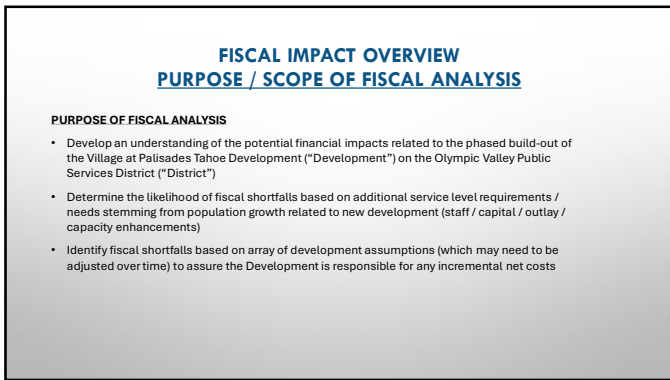 FISCAL IMPACT OVERVIEW
PURPOSE / SCOPE OF FISCAL ANALYSIS
PURPOSE OF FISCAL ANALYSIS
• Develop an understanding of the potential financial impacts related to the phased build-out of
the Village at Palisades Tahoe Development (“Development”) on the Olympic Valley Public
Services District (“District”)
• Determine the likelihood of fiscal shortfalls based on additional service level requirements /
needs stemming from population growth related to new development (staff / capital / outlay /
capacity enhancements)
• Identify fiscal shortfalls based on array of development assumptions (which may need to be
adjusted over time) to assure the Development is responsible for any incremental net costs